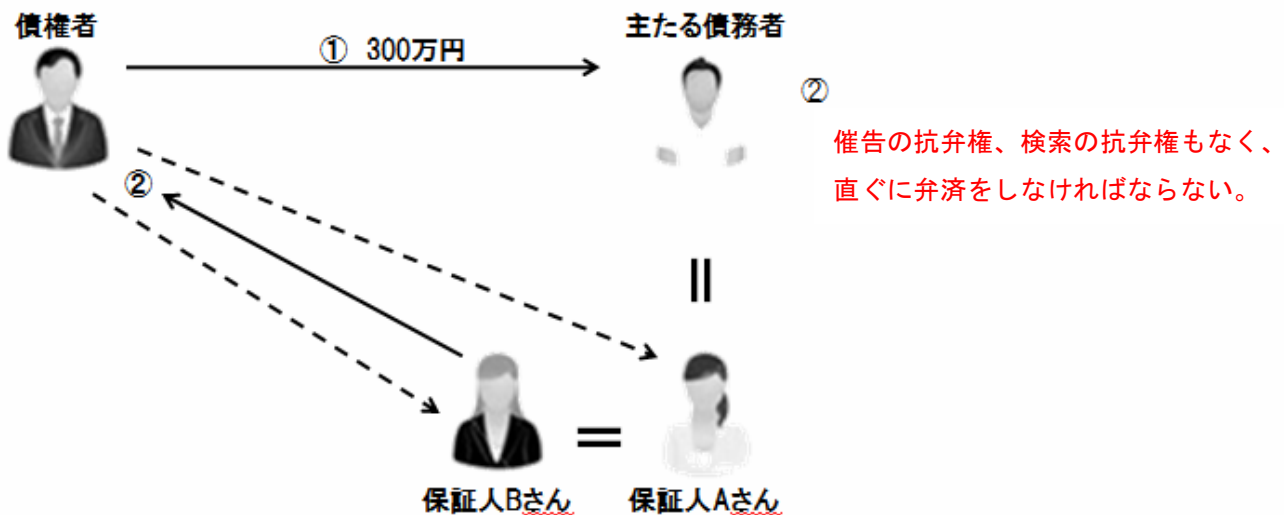 債権者
主たる債務者
① 300万円
②
催告の抗弁権、検索の抗弁権もなく、
直ぐに弁済をしなければならない。
②
保証人Bさん
保証人Aさん